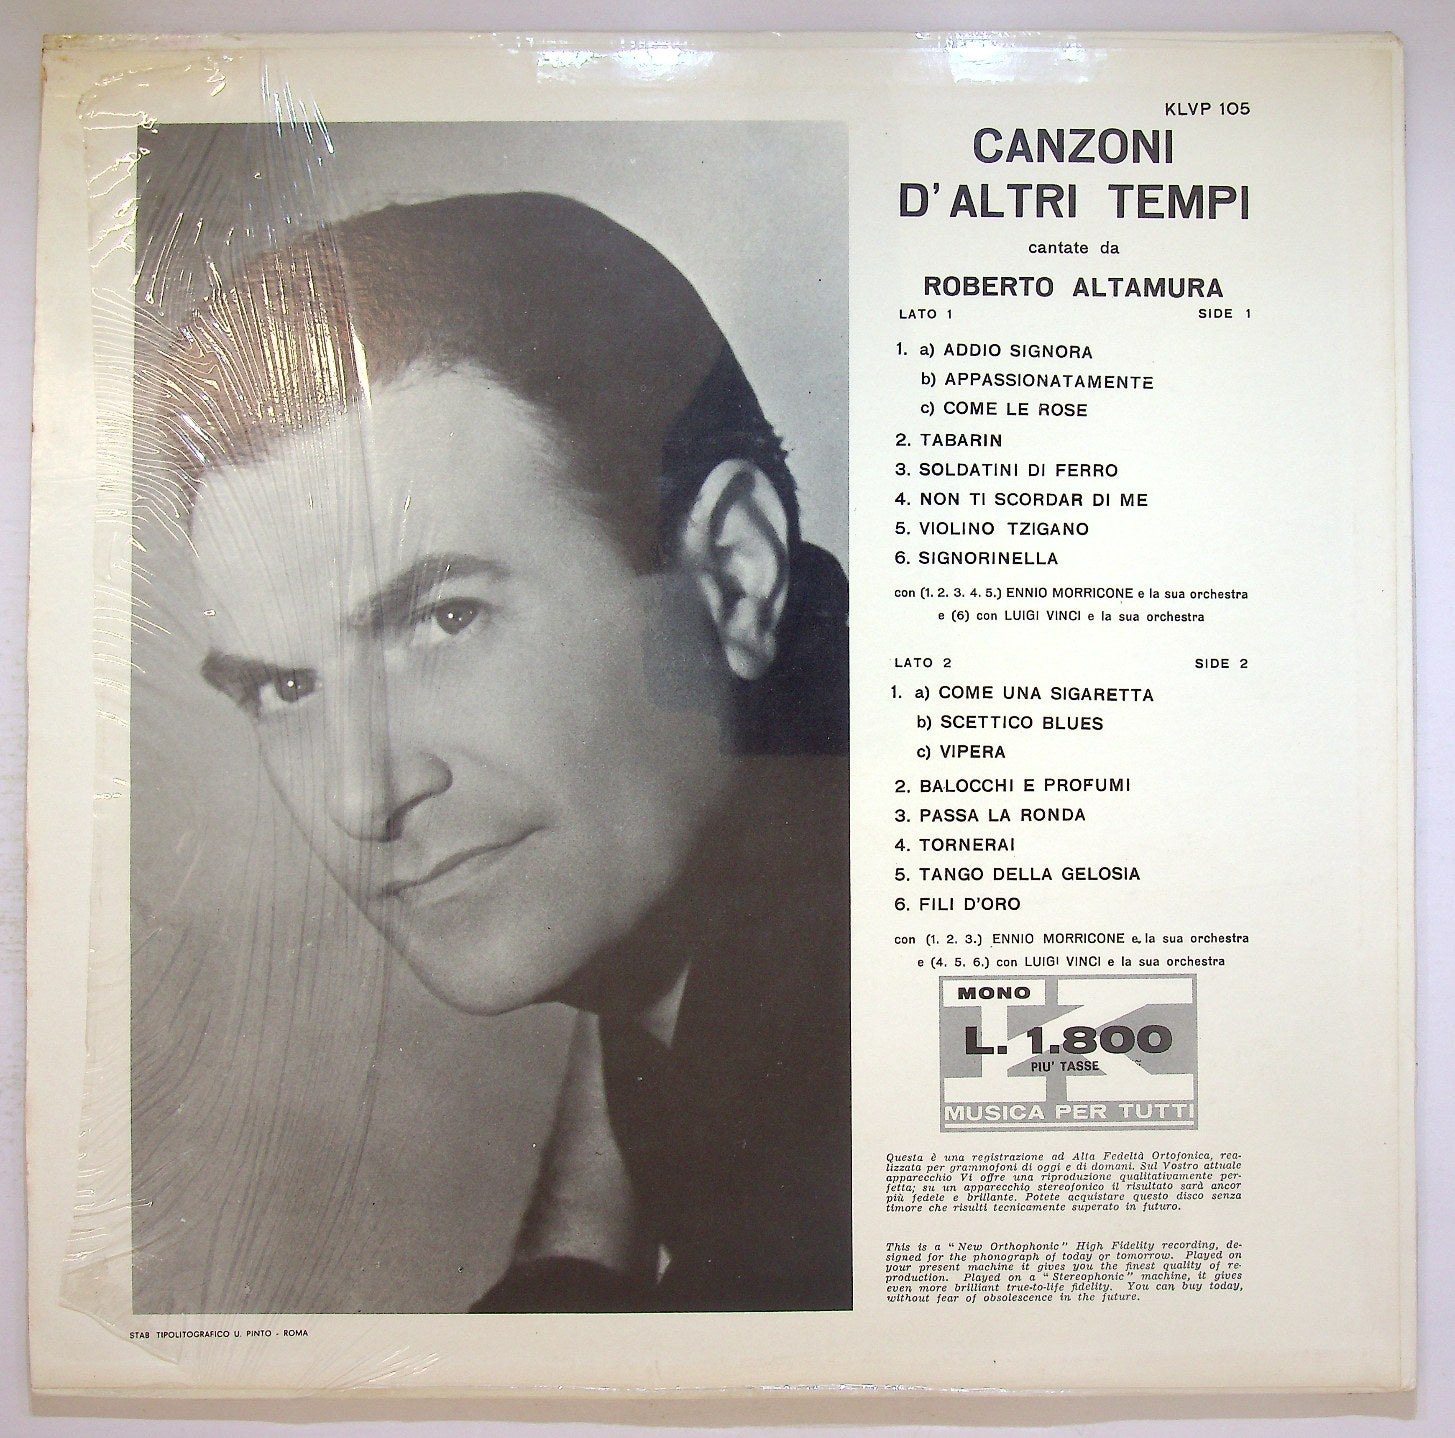 KLVP 105
CANZONI
D'ALTRI TEMPI
cantate da
ROBERTO ALTAMURA
LATO 1 SIDE 1
1. a) ADDIO SIGNORA
b) APPASSIONATAMENTE
c) COME LE ROSE
2. TABARIN
3. SOLDATINI DI FERRO
4. NON TI SCORDAR DI ME
5. VIOLINO TZIGANO
6. SIGNORINELLA
con (1. 2. 3. 4. 5.) ENNIO MORRICONE e la sua orchestra
e (6) con LUIGI VINCI e la sua orchestra
LATO 2 SIDE 2
1. a) COME UNA SIGARETTA
b) SCETTICO BLUES
c) VIPERA
2. BALOCCHI E PROFUMI
3. PASSA LA RONDA
4. TORNERAI
5. TANGO DELLA GELOSIA
6. FILI D'ORO
con (1. 2. 3.) ENNIO MORRICONE e la sua orchestra
e (4. 5. 6.) con LUIGI VINCI e la sua orchestra
MONO
K
L. 1.800
PIU' TASSE
MUSICA PER TUTTI
Questa è una registrazione ad Alta Fedeltà Ortofonica, rea-
lizzata per grammofoni di oggi e di domani. Sul Vostro attuale
apparecchio Vi offre una riproduzione qualitativamente per-
fetta; su un apparecchio stereofonico il risultato sarà ancor
più fedele e brillante. Potete acquistare questo disco senza
timore che risulti tecnicamente superato in futuro.
This is a "New Orthophonic" High Fidelity recording, de-
signed for the phonograph of today or tomorrow. Played on
your present machine it gives you the finest quality of re-
production. Played on a "Stereophonic" machine, it gives
even more brilliant true-to-life fidelity. You can buy today,
without fear of obsolescence in the future.
STAB TIPOLITOGRAFICO U. PINTO - ROMA